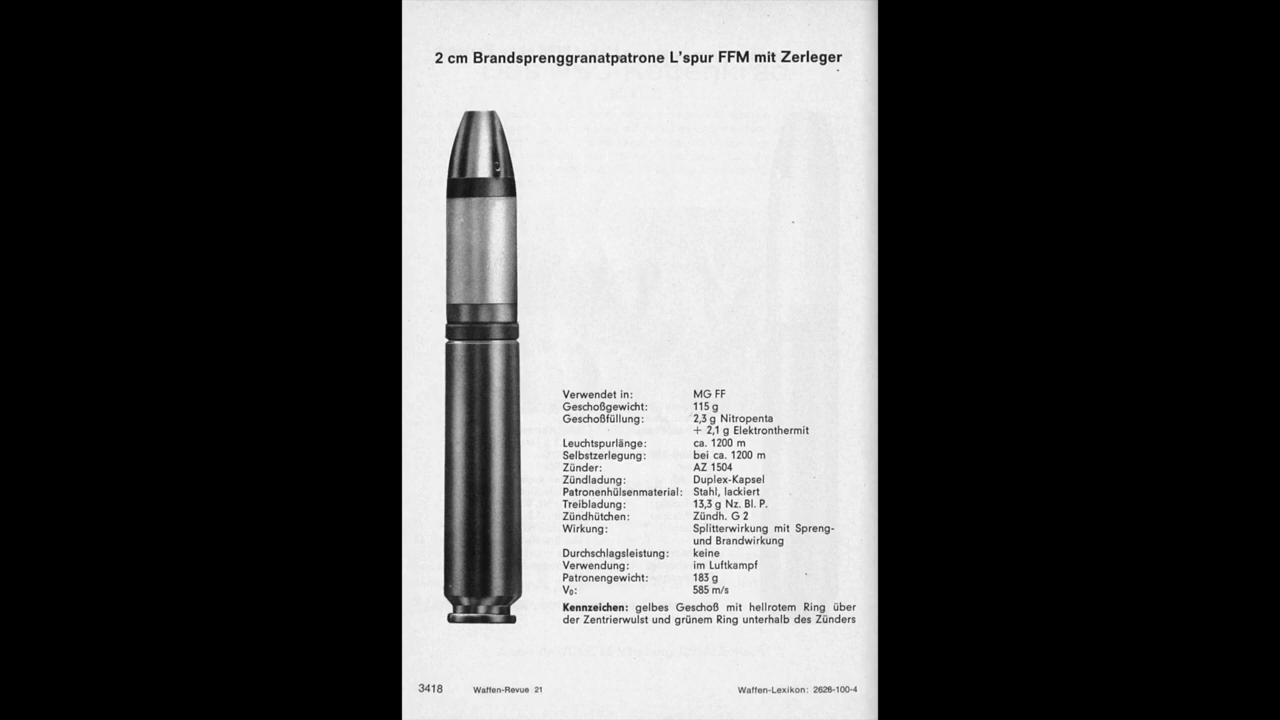 2 cm Brandsprenggranatpatrone L'spur FFM mit Zerleger
Verwendet in: MG FF
Geschoßgewicht: 115 g
Geschoßfüllung: 2,3 g Nitropenta
+ 2,1 g Elektronthermit
Leuchtspurlänge: ca. 1200 m
Selbstzerlegung: bei ca. 1200 m
Zünder: AZ 1504
Zündladung: Duplex-Kapsel
Patronenhülsenmaterial: Stahl, lackiert
Treibladung: 13,3 g Nz. Bl. P.
Zündhütchen: Zündh. G 2
Wirkung: Splitterwirkung mit Spreng-
und Brandwirkung
Durchschlagsleistung: keine
Verwendung: im Luftkampf
Patronengewicht: 183 g
V₀: 585 m/s
Kennzeichen: gelbes Geschoß mit hellrotem Ring über
der Zentrierwulst und grünem Ring unterhalb des Zünders
3418 Waffen-Revue 21 Waffen-Lexikon: 2626-100-4